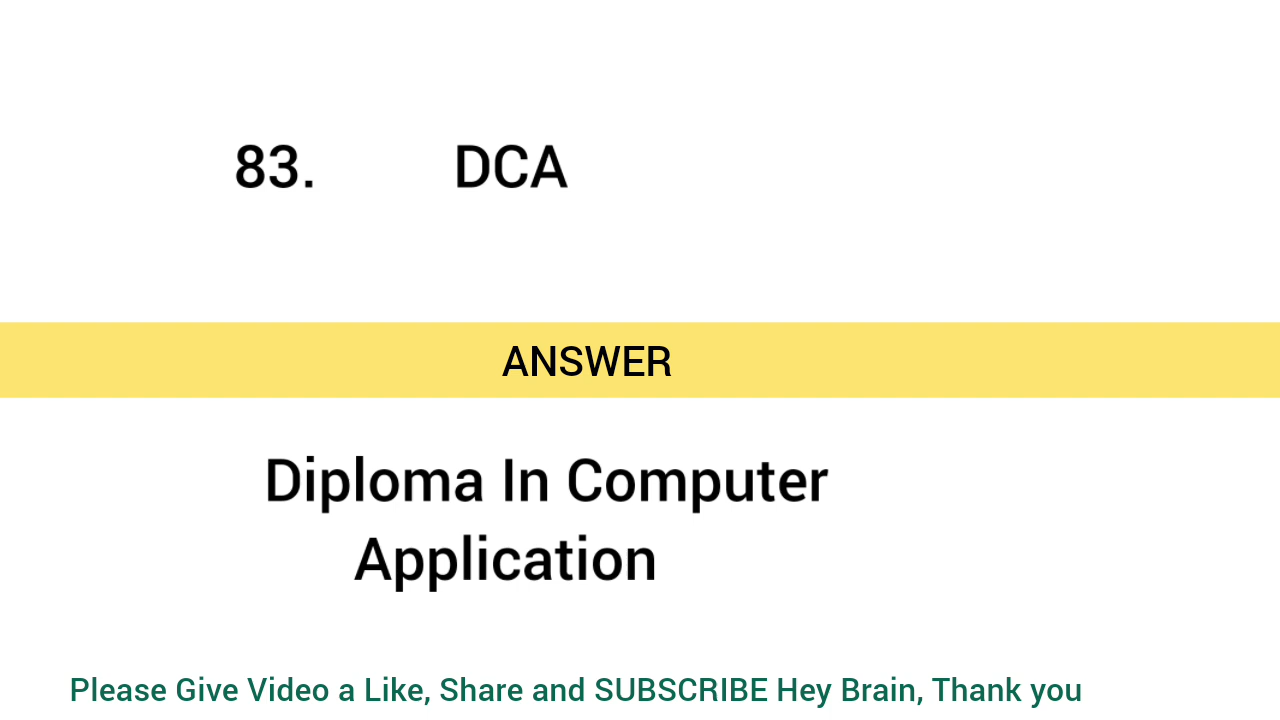 83. DCA
ANSWER
Diploma In Computer
Application
Please Give Video a Like, Share and SUBSCRIBE Hey Brain, Thank you